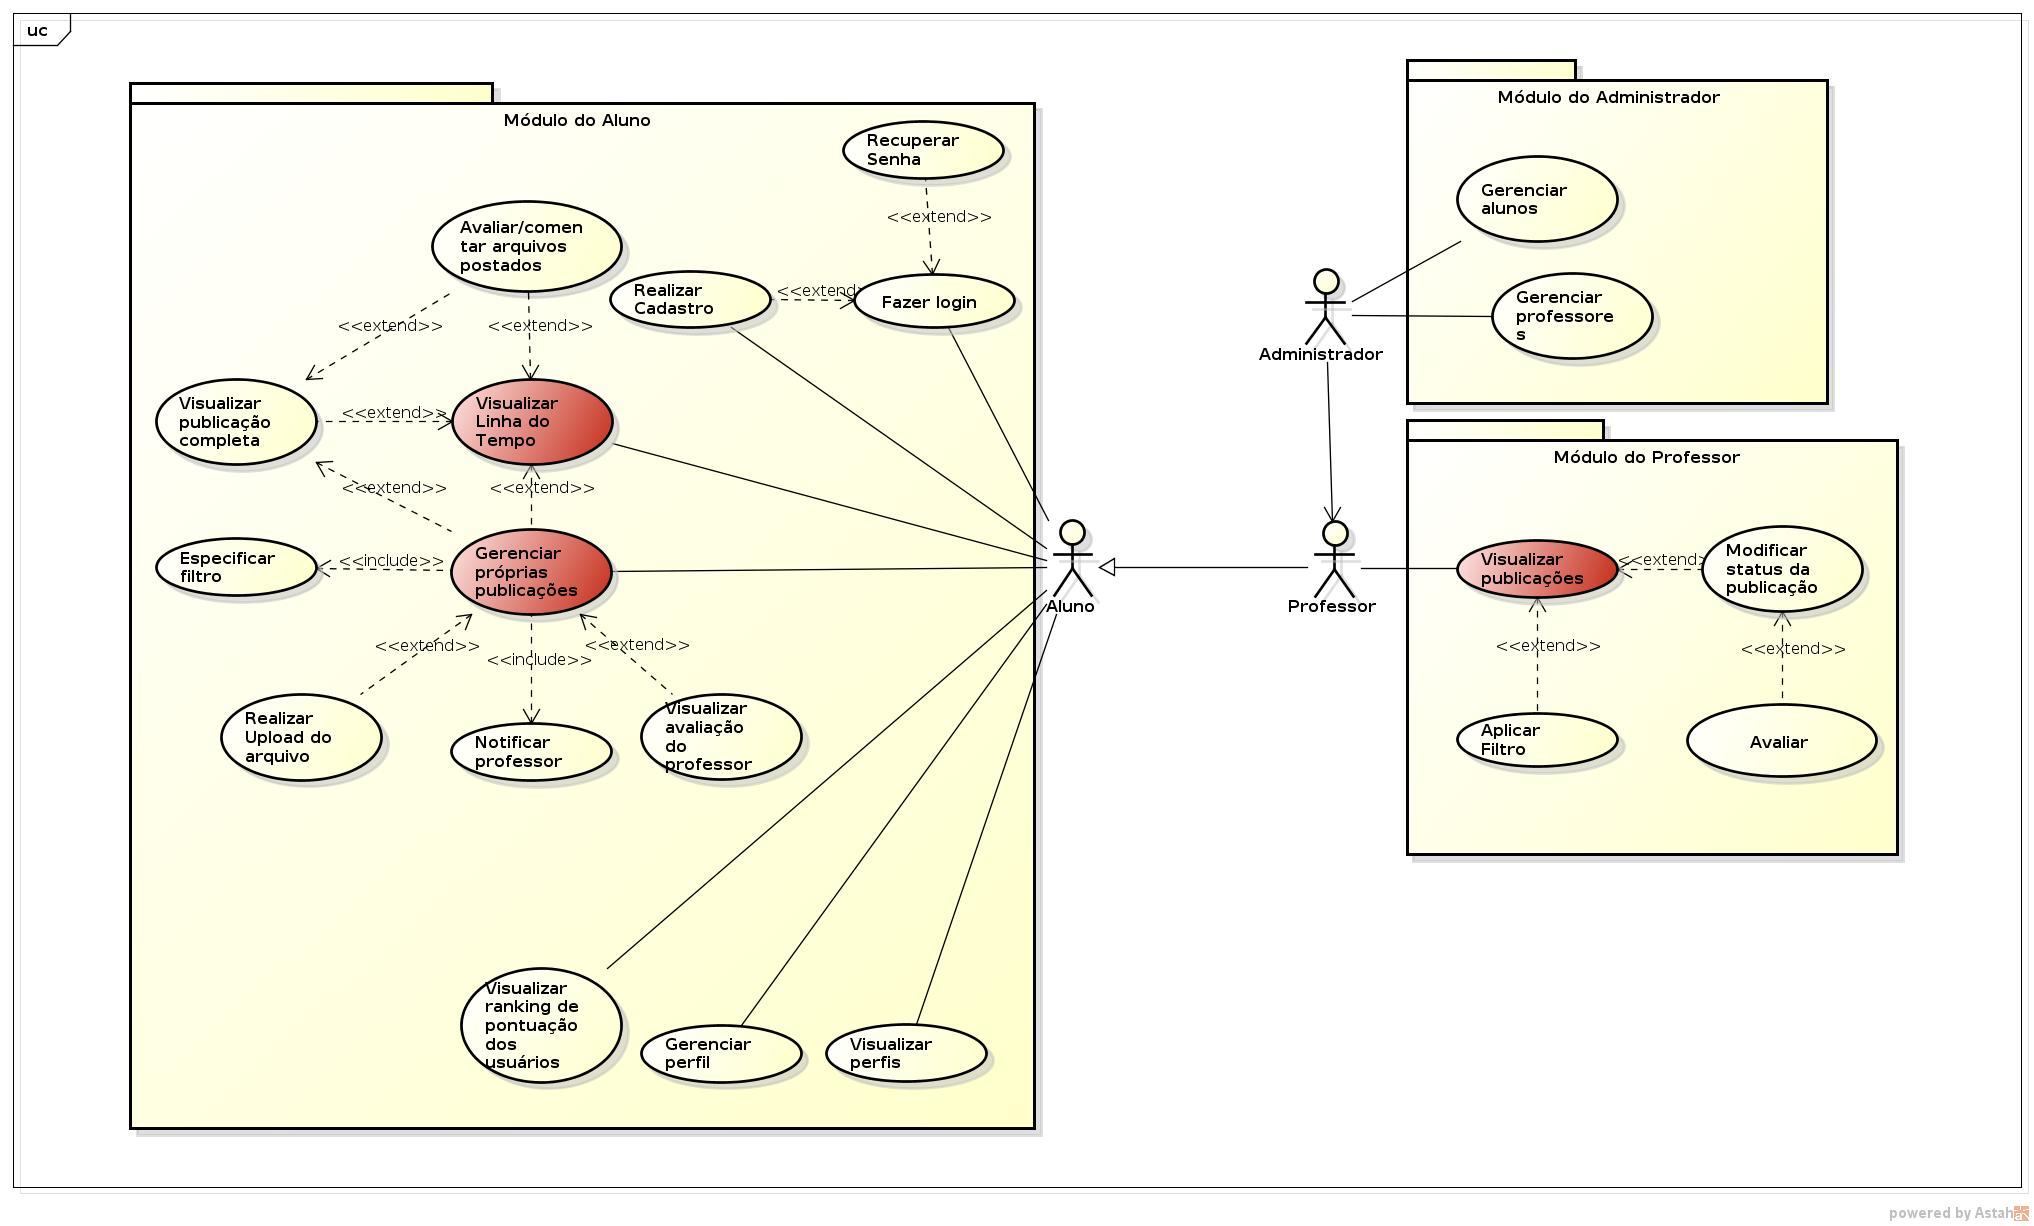 uc
Módulo do Aluno
Recuperar
Senha
<<extend>>
Avaliar/comen
tar arquivos
postados
Realizar
Cadastro
<<extend>
Fazer login
<<extend>>
<<extend>>
Visualizar
publicação
completa
<<extend>>
Visualizar
Linha do
Tempo
<<extend>>
<<extend>>
Especificar
filtro
<<include>>
Gerenciar
próprias
publicações
<<extend>>
<<include>>
<<extend>>
Realizar
Upload do
arquivo
Notificar
professor
Visualizar
avaliação
do
professor
Visualizar
ranking de
pontuação
dos
usuários
Gerenciar
perfil
Visualizar
perfis
Aluno
Administrador
Professor
Módulo do Administrador
Gerenciar
alunos
Gerenciar
professore
s
Módulo do Professor
Visualizar
publicações
<<extend>
Modificar
status da
publicação
<<extend>>
<<extend>>
Aplicar
Filtro
Avaliar
powered by Astah